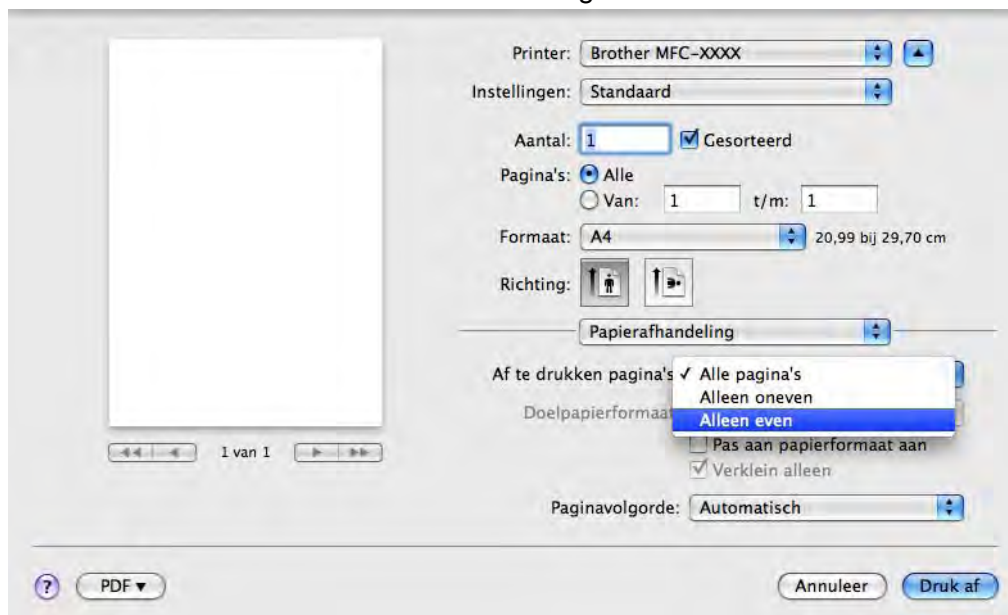 Printer: Brother MFC-XXXX
Instellingen: Standaard
Aantal: 1 Gesorteerd
Pagina's: Alle
Van: 1 t/m: 1
Formaat: A4 20,99 bij 29,70 cm
Richting:
Papierafhandeling
Af te drukken pagina's ✓ Alle pagina's
Alleen oneven
Doelpapierformaat Alleen even
1 van 1 Pas aan papierformaat aan
Verklein alleen
Paginavolgorde: Automatisch
? PDF ▾ Annuleer Druk af